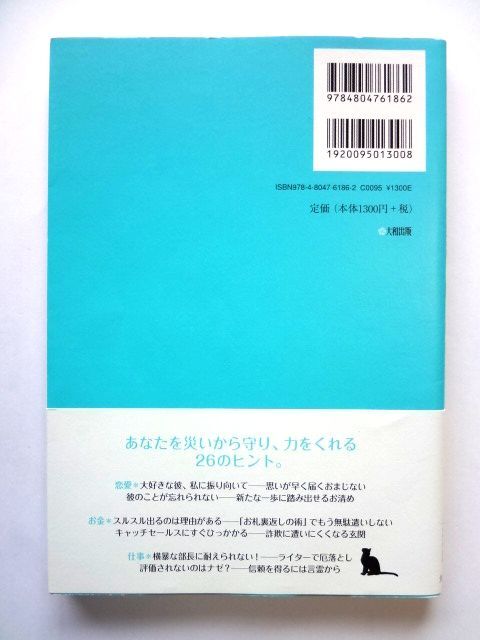 9784804761862
1920095013008
ISBN978-4-8047-6186-2 C0095 ¥1300E
定価（本体1300円+税）
大和出版
あなたを災いから守り、力をくれる
26のヒント。
恋愛＊大好きな彼、私に振り向いて──思いが早く届くおまじない
彼のことが忘れられない──新たな一歩に踏み出せるお清め
お金＊スルスル出るのは理由がある──「お札裏返しの術」でもう無駄遣いしない
キャッチセールスにすぐひっかかる──詐欺に遭いにくくなる玄関
仕事＊横暴な部長に耐えられない！──ライターで厄落とし
評価されないのはナゼ？──信頼を得るには言霊から